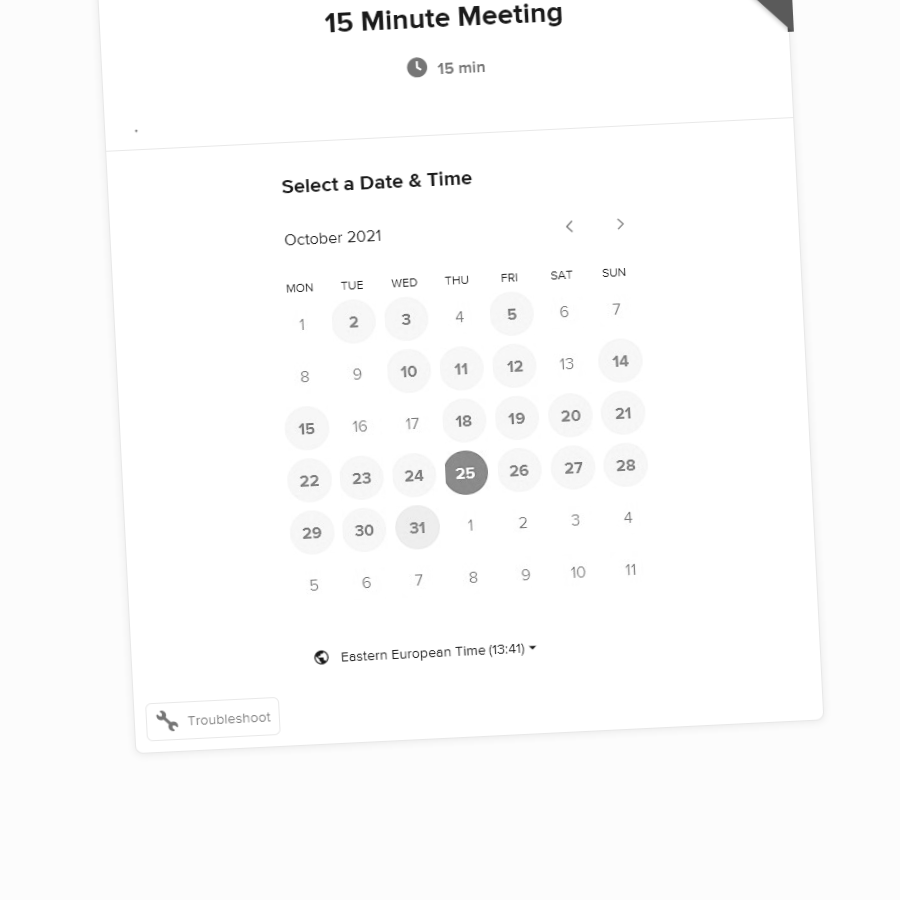 15 Minute Meeting
15 min
Select a Date & Time
October 2021
MON TUE WED THU FRI SAT SUN
1 2 3 4 5 6 7
8 9 10 11 12 13 14
15 16 17 18 19 20 21
22 23 24 25 26 27 28
29 30 31 1 2 3 4
5 6 7 8 9 10 11
Eastern European Time (13:41)
Troubleshoot